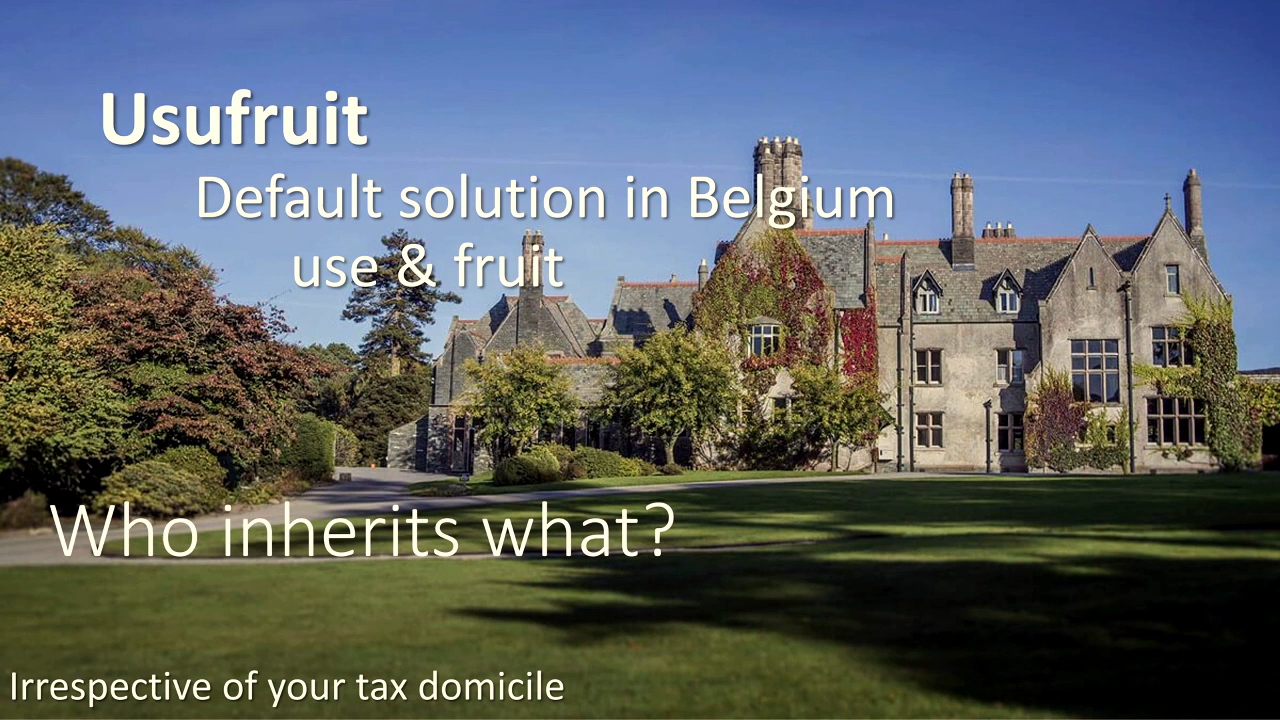 Usufruit
Default solution in Belgium
use & fruit
Who inherits what?
Irrespective of your tax domicile